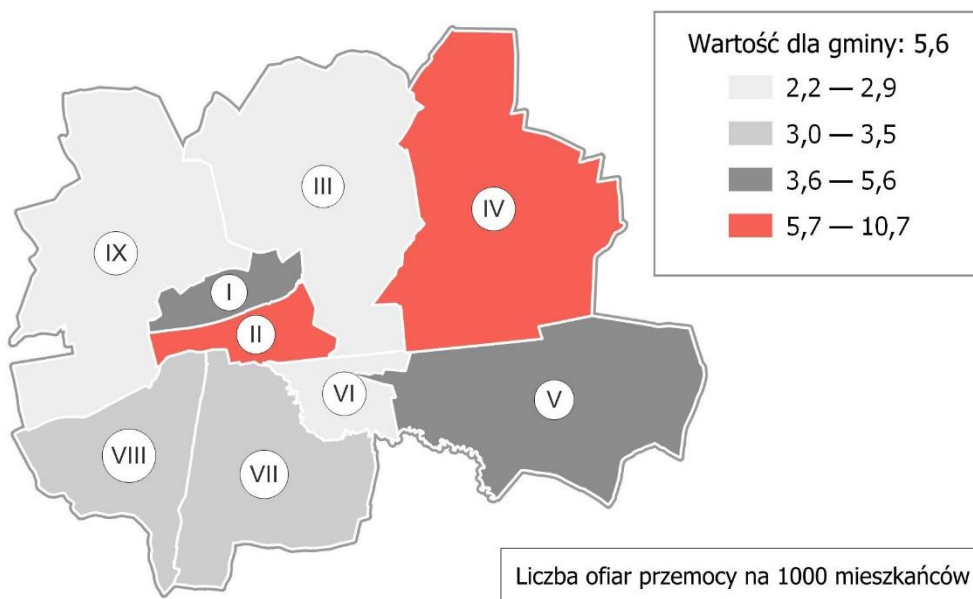 Wartość dla gminy: 5,6
2,2 — 2,9
3,0 — 3,5
3,6 — 5,6
5,7 — 10,7
III
IV
IX
I
II
VI
V
VIII
VII
Liczba ofiar przemocy na 1000 mieszkańców